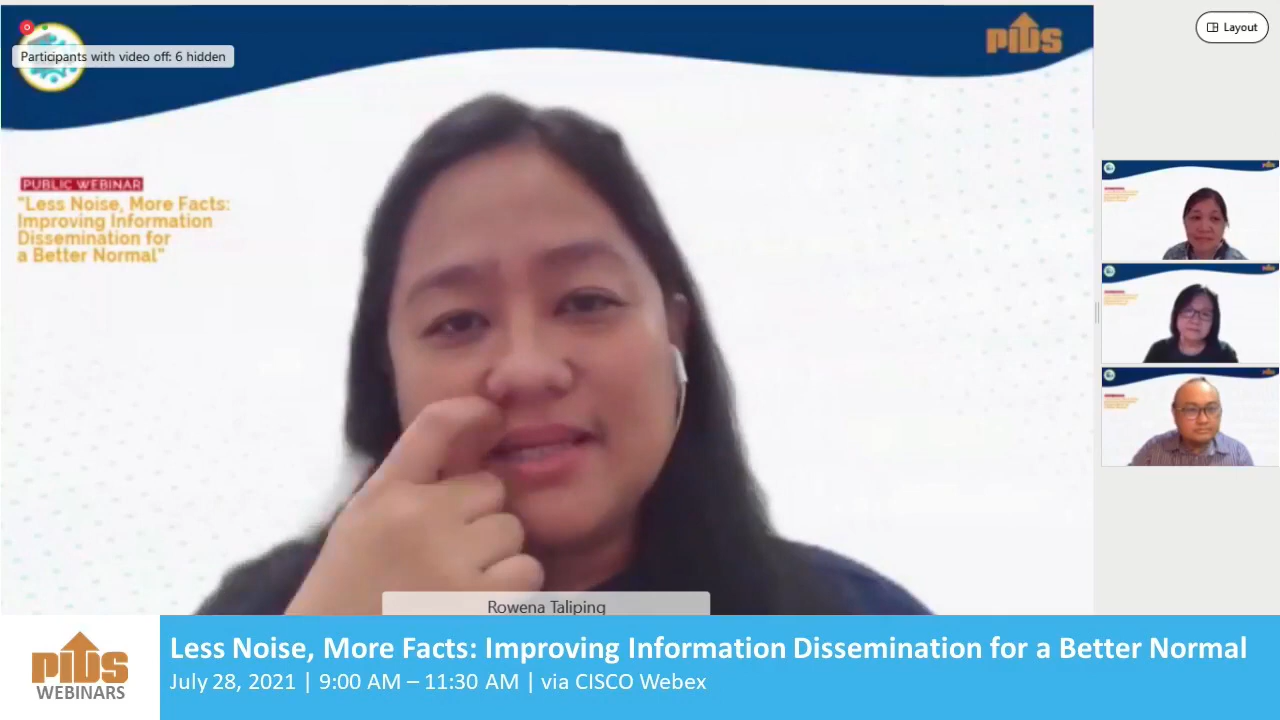 Participants with video off: 6 hidden
PIDS
Layout
PUBLIC WEBINAR
"Less Noise, More Facts:
Improving Information
Dissemination for
a Better Normal"
Rowena Taliping
PIDS
WEBINARS
Less Noise, More Facts: Improving Information Dissemination for a Better Normal
July 28, 2021 | 9:00 AM – 11:30 AM | via CISCO Webex